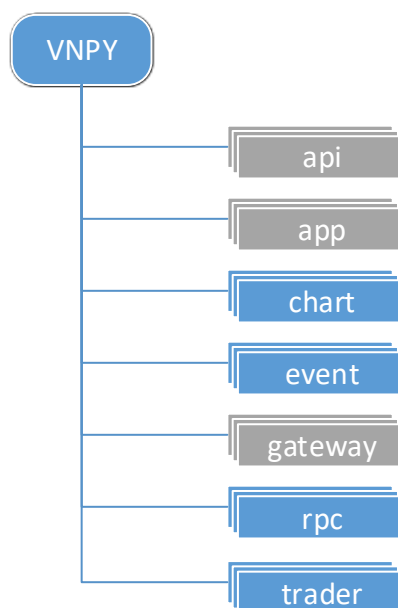 VNPY
api
app
chart
event
gateway
rpc
trader